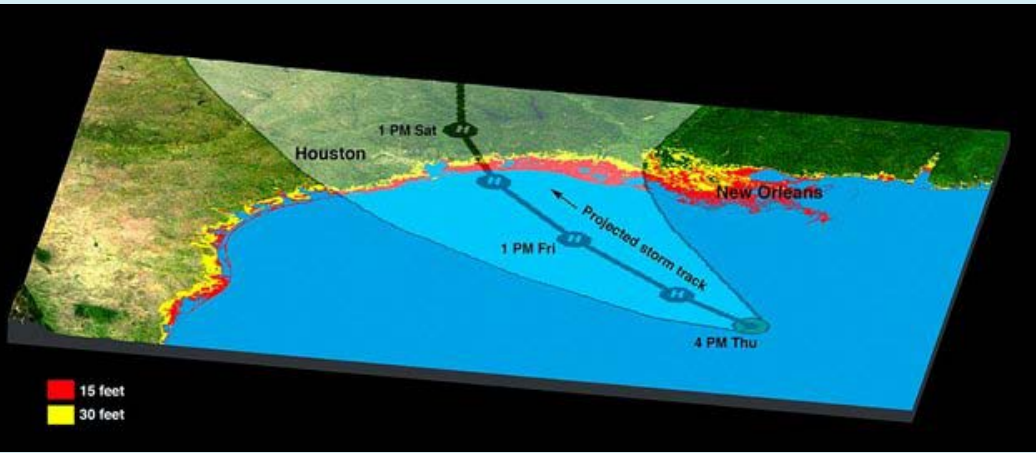 1 PM Sat
H
Houston
H
New Orleans
Projected storm track
H
1 PM Fri
H
4 PM Thu
15 feet
30 feet